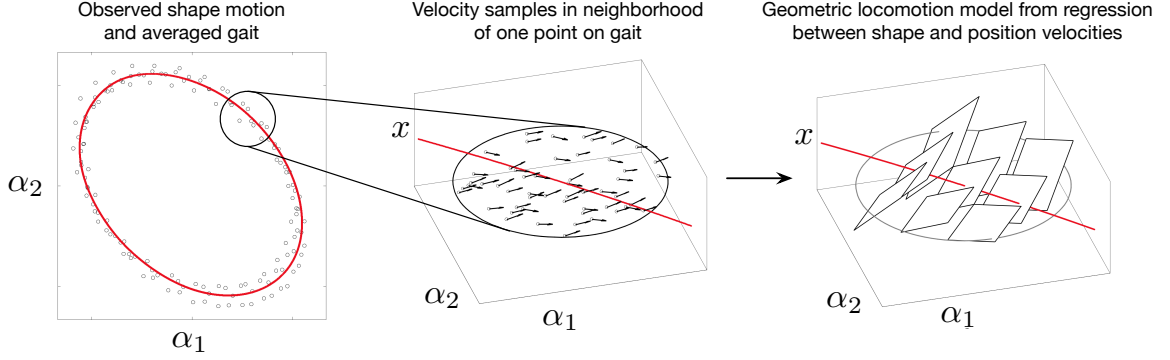 Observed shape motion
and averaged gait
Velocity samples in neighborhood
of one point on gait
Geometric locomotion model from regression
between shape and position velocities
α₂
α₁
x
α₂
α₁
x
α₂
α₁